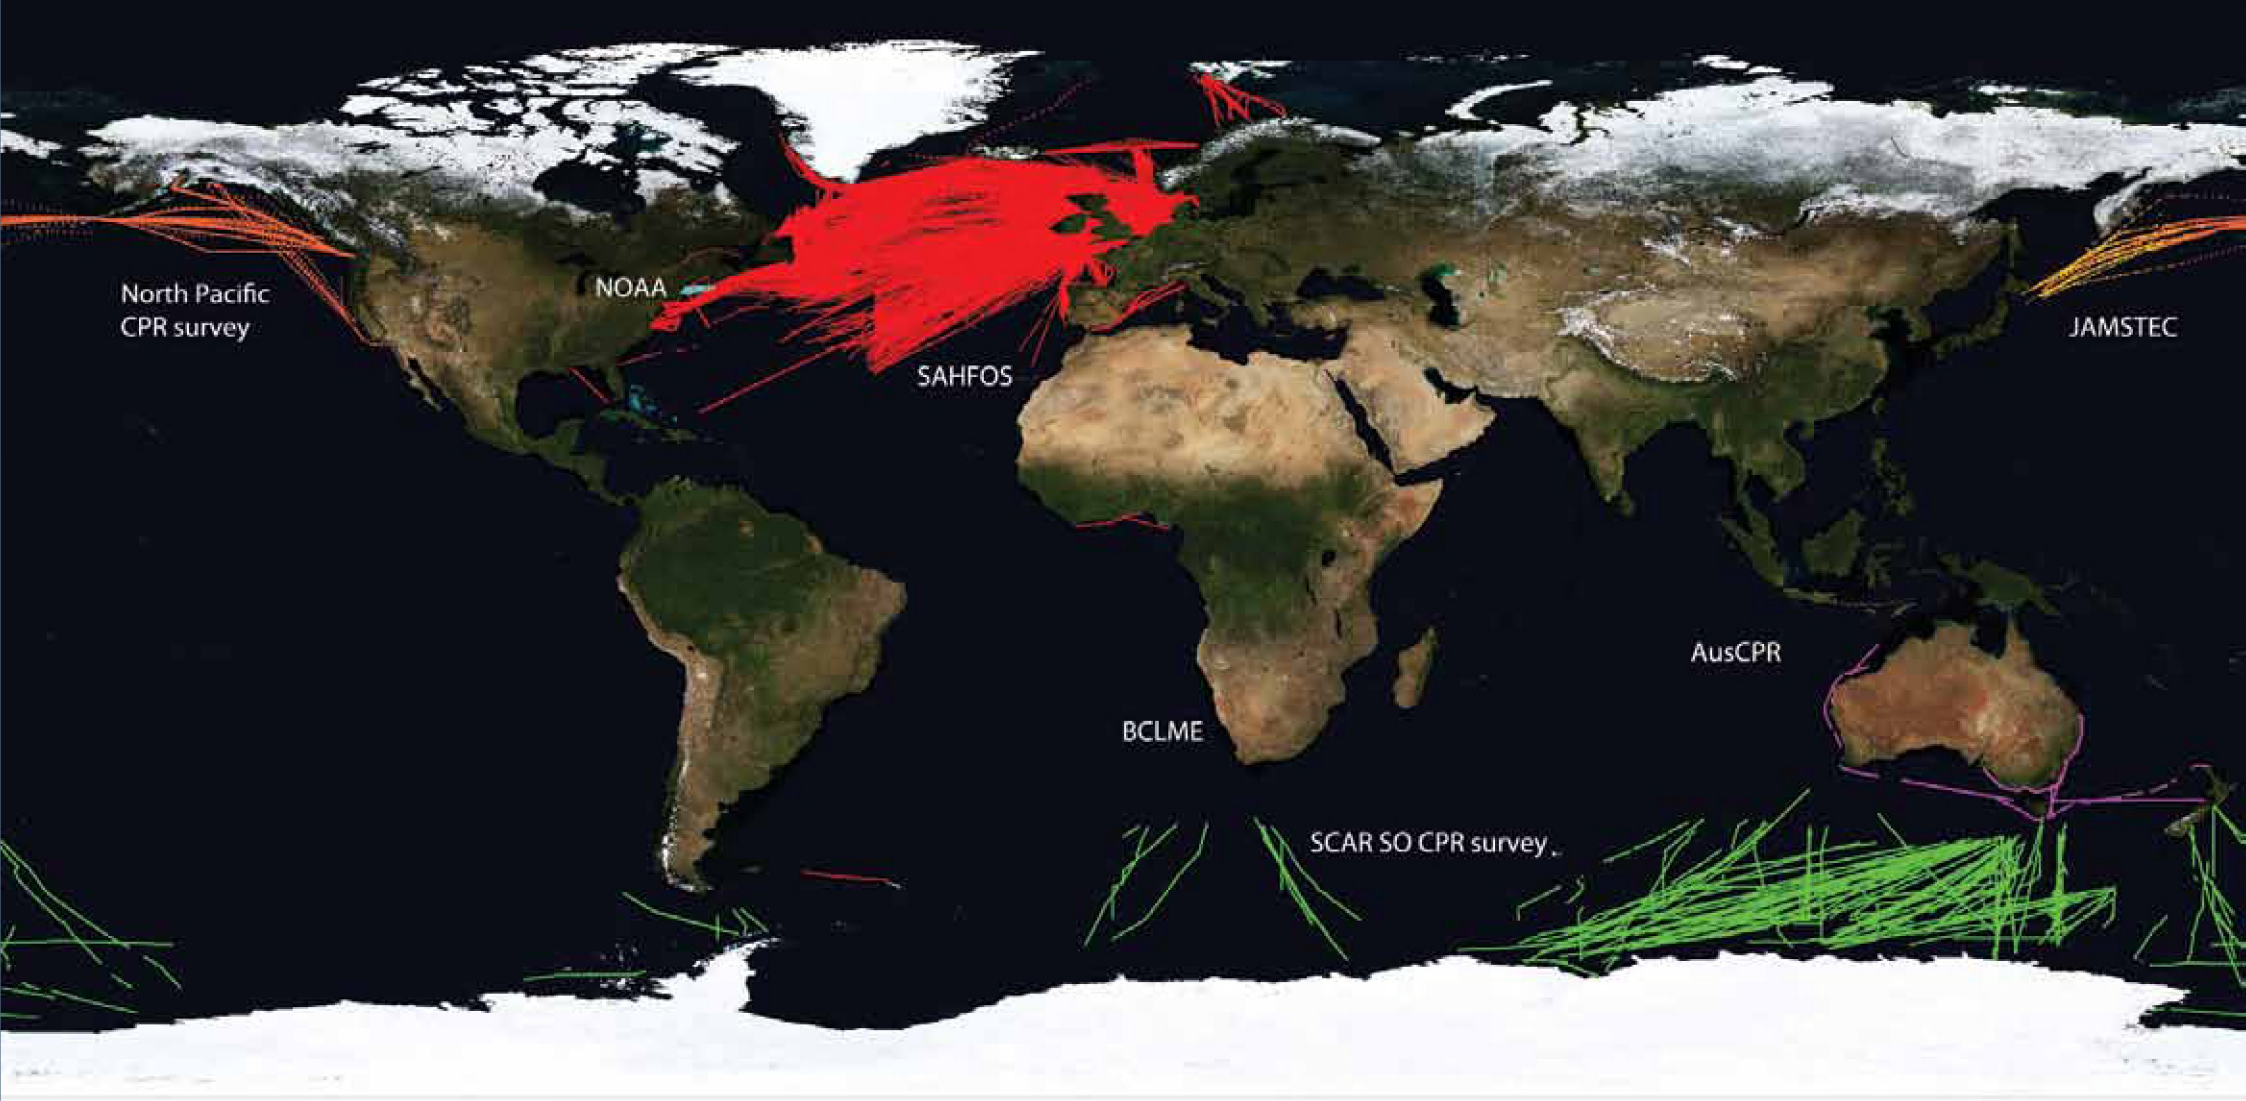 NOAA
North Pacific
CPR survey
JAMSTEC
SAHFOS
AusCPR
BCLME
SCAR SO CPR survey